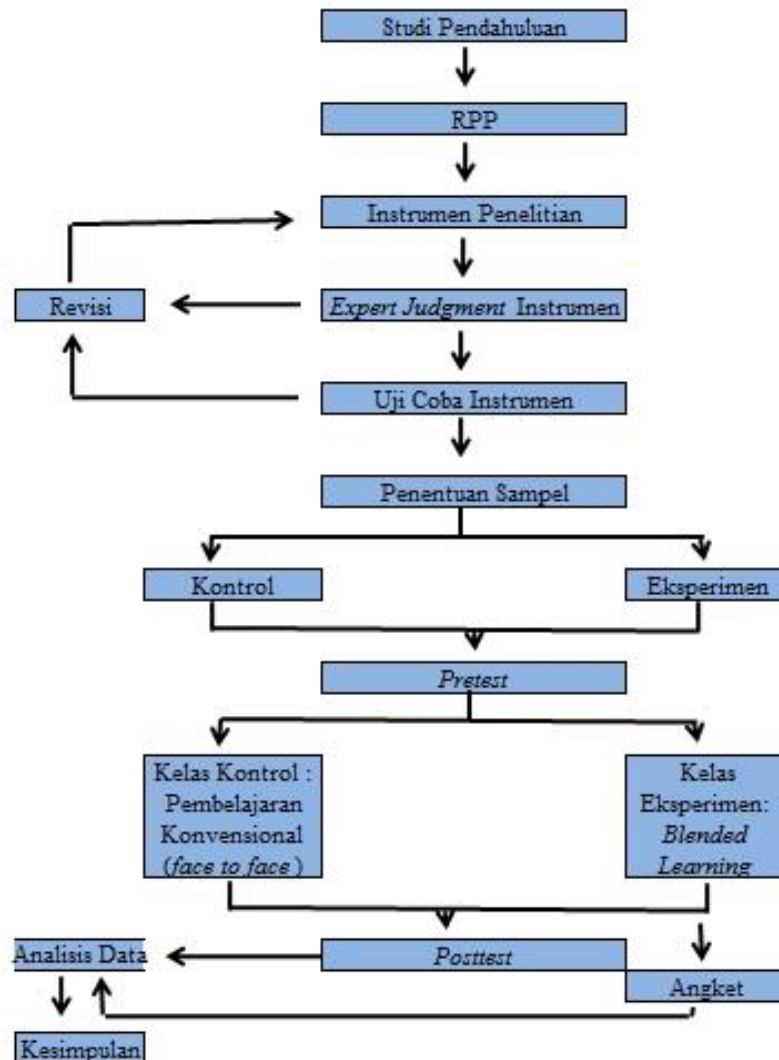 Studi Pendahuluan
RPP
Instrumen Penelitian
Revisi
Expert Judgment Instrumen
Uji Coba Instrumen
Penentuan Sampel
Kontrol
Eksperimen
Pretest
Kelas Kontrol :
Pembelajaran
Konvensional
(face to face)
Kelas
Eksperimen:
Blended
Learning
Analisis Data
Posttest
Angket
Kesimpulan